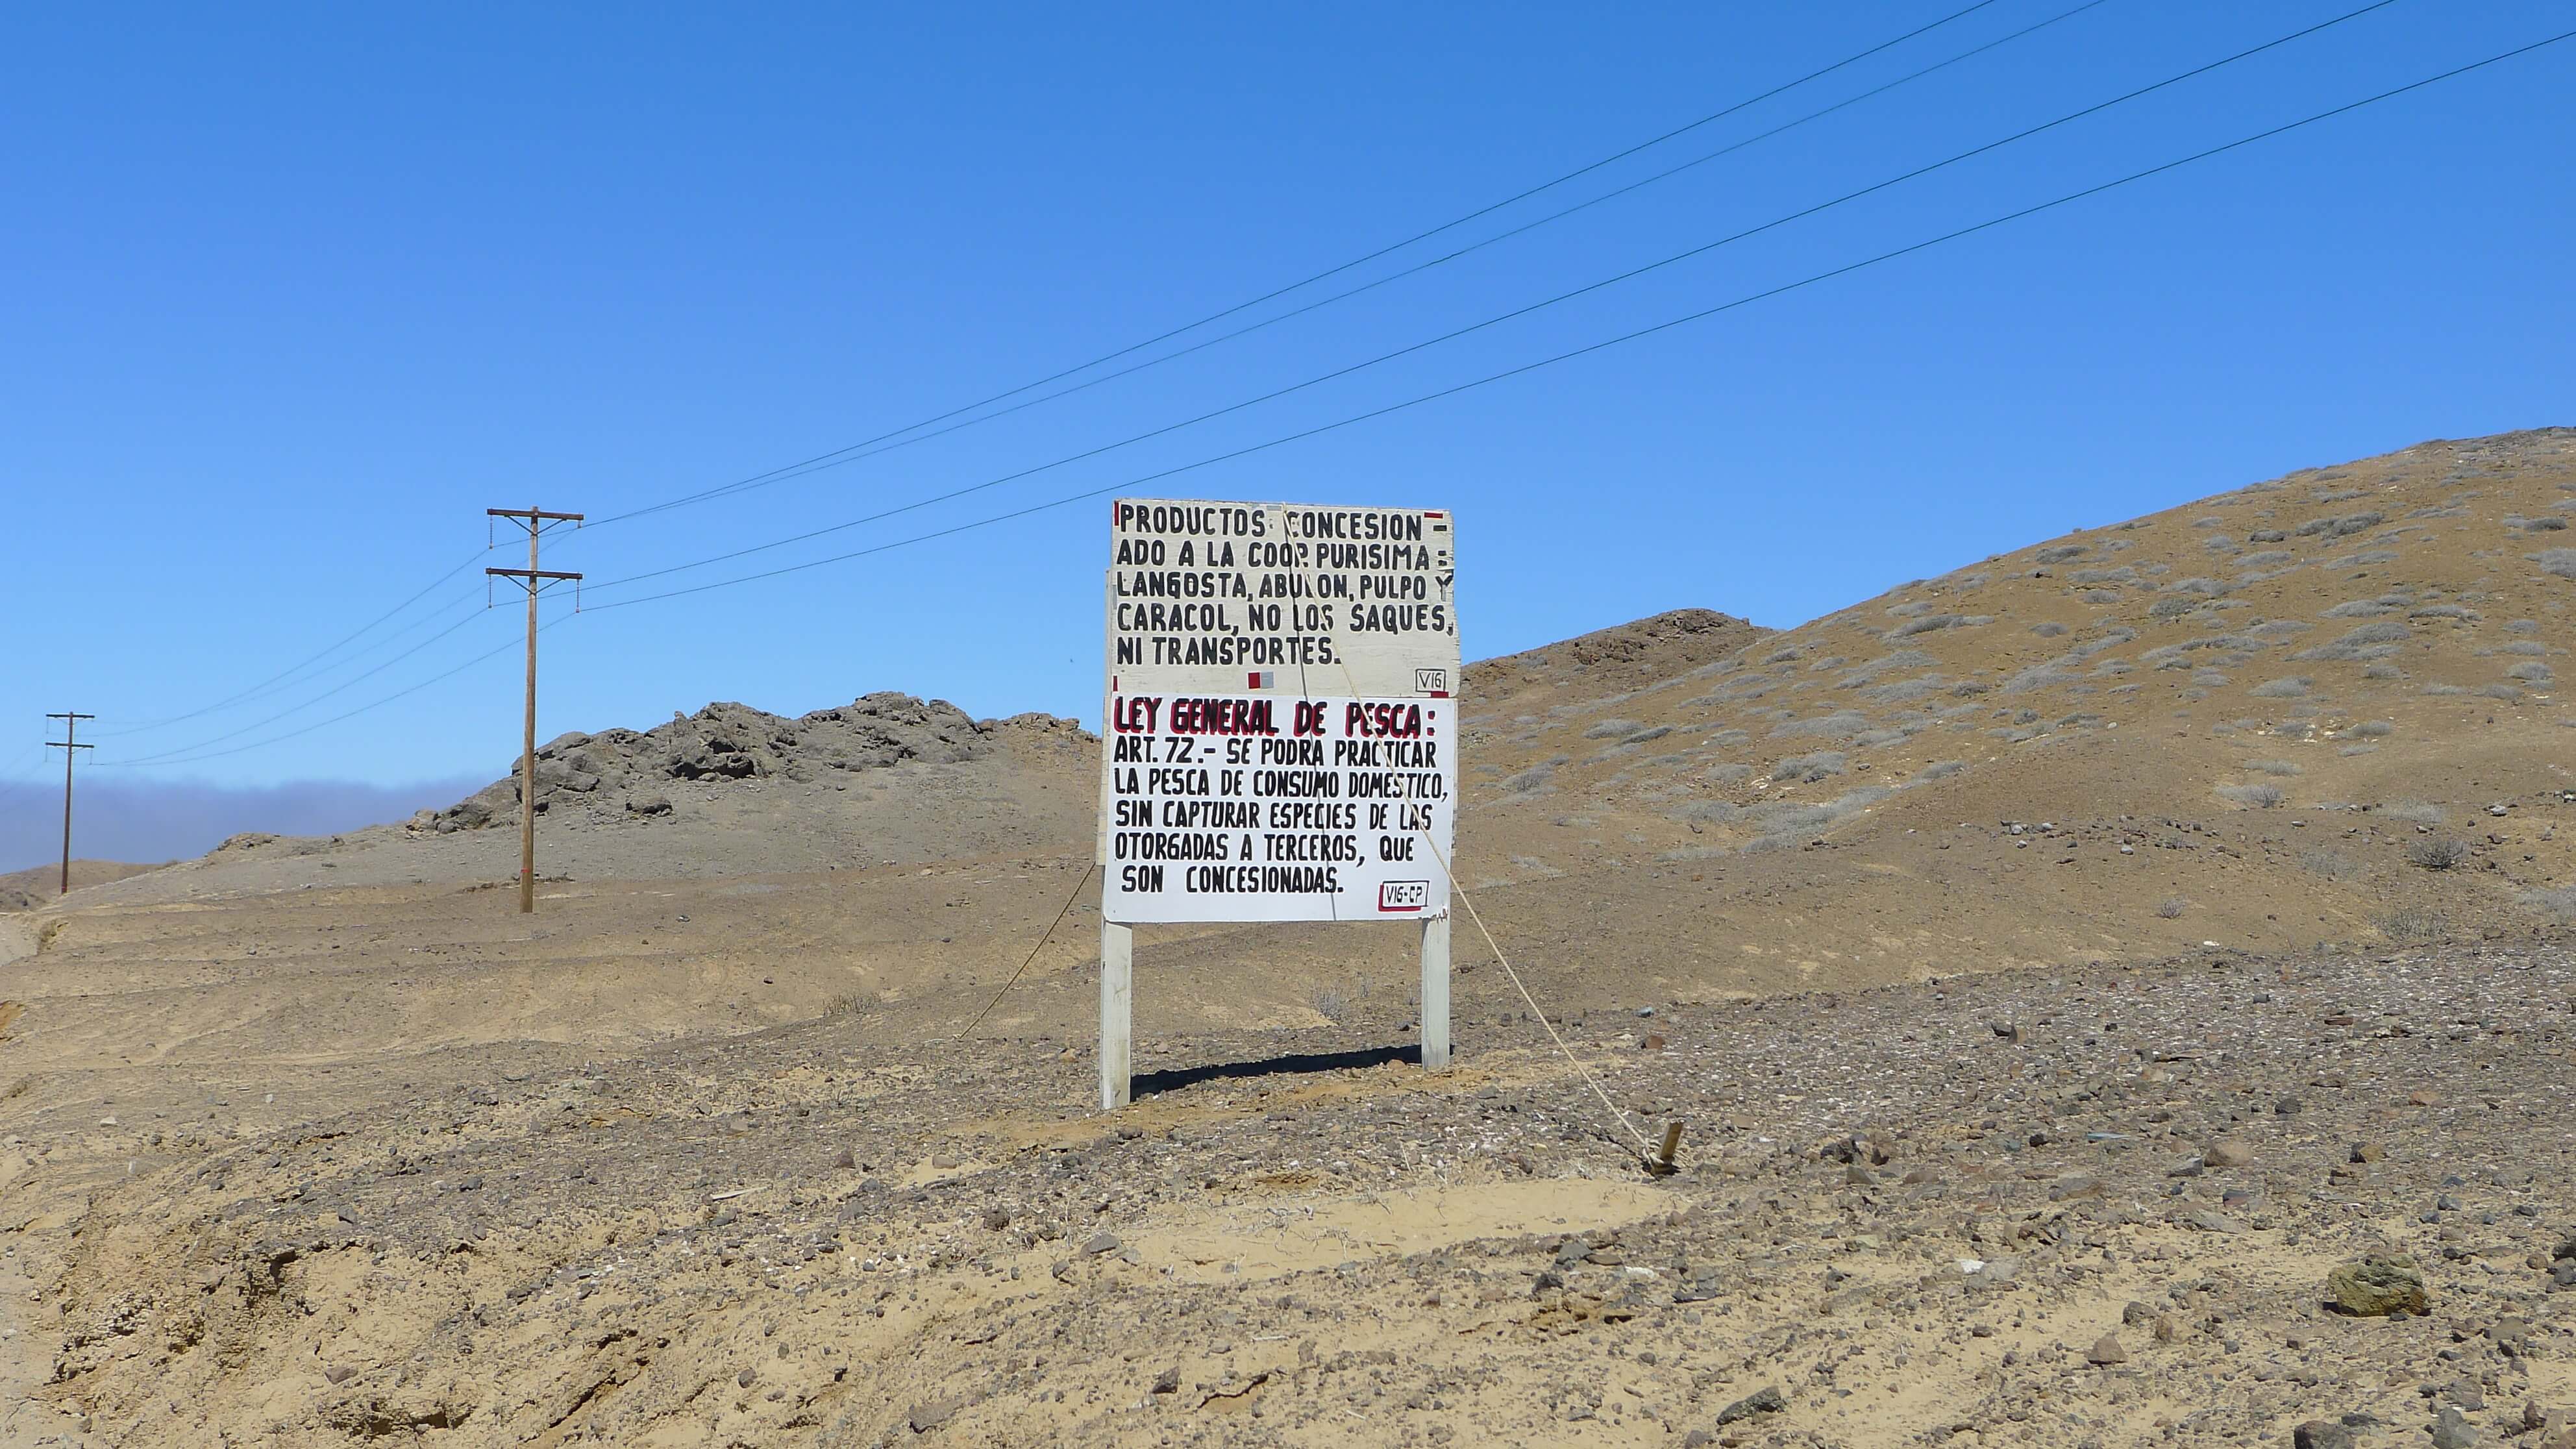 PRODUCTOS CONCESION-
ADO A LA COOP. PURISIMA:
LANGOSTA, ABULON, PULPO Y
CARACOL, NO LOS SAQUES,
NI TRANSPORTES.
V16
LEY GENERAL DE PESCA:
ART. 72.- SE PODRA PRACTICAR
LA PESCA DE CONSUMO DOMESTICO,
SIN CAPTURAR ESPECIES DE LAS
OTORGADAS A TERCEROS, QUE
SON CONCESIONADAS.
V16-CP